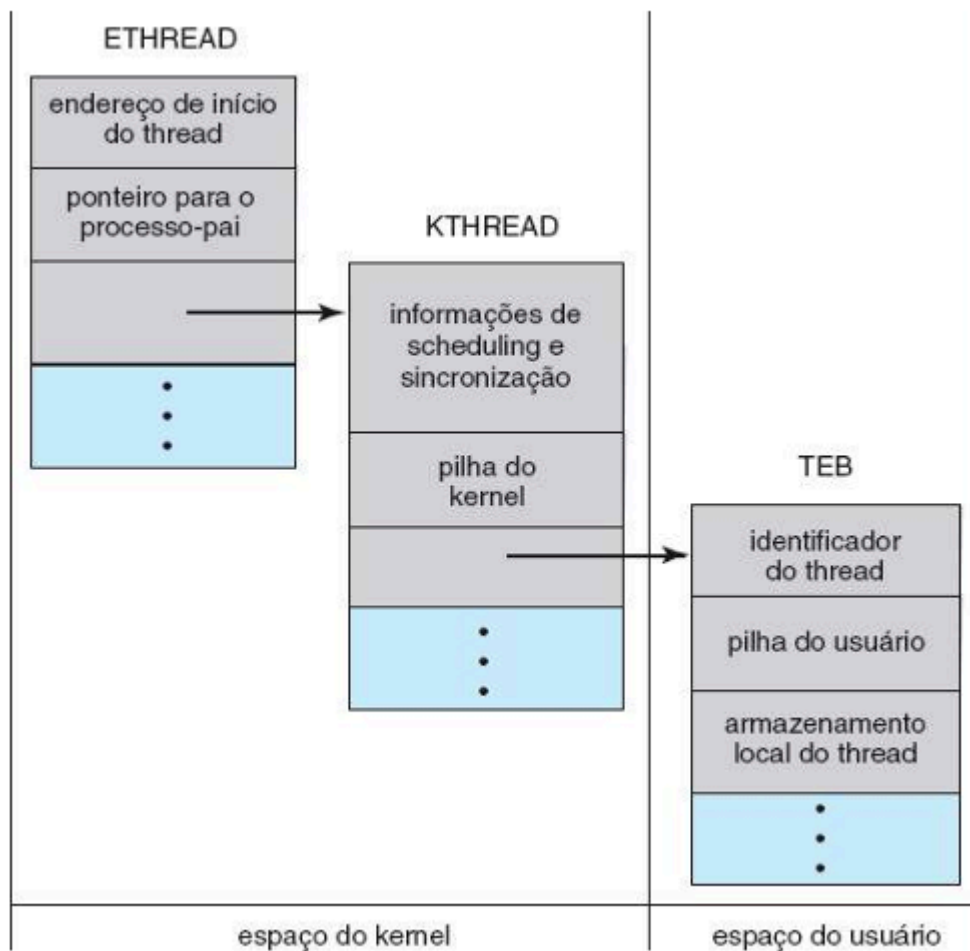 ETHREAD
endereço de início
do thread
ponteiro para o
processo-pai
KTHREAD
informações de
scheduling e
sincronização
pilha do
kernel
TEB
identificador
do thread
pilha do usuário
armazenamento
local do thread
espaço do kernel
espaço do usuário